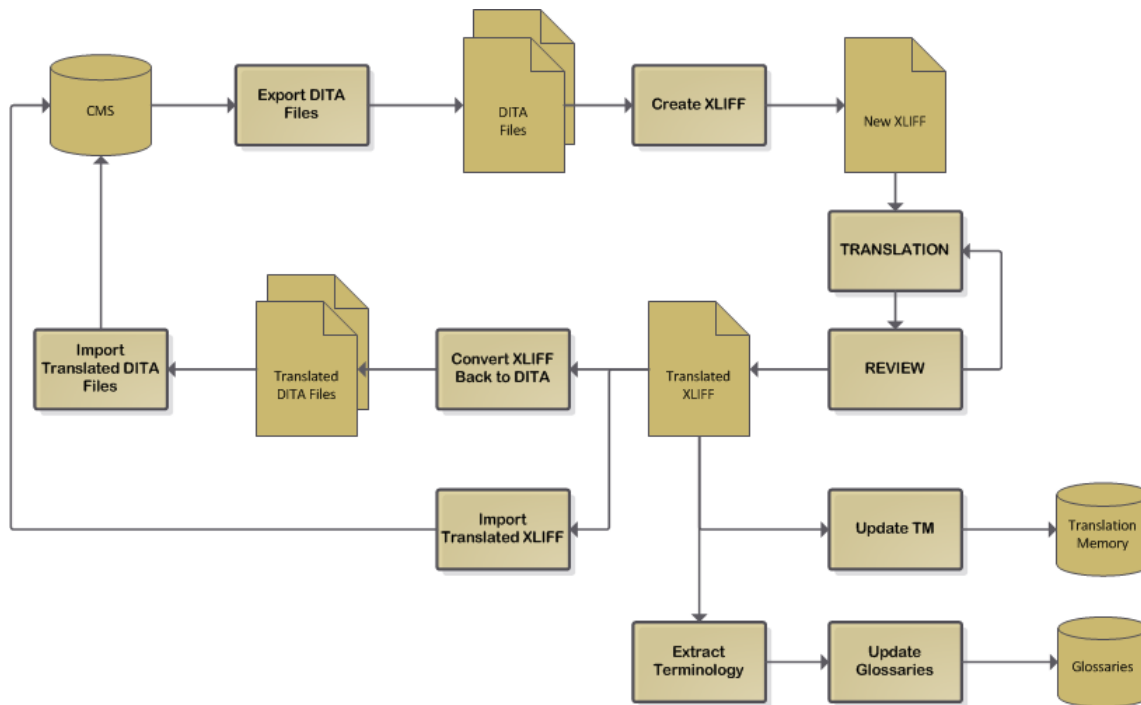 CMS
Export DITA
Files
DITA
Files
Create XLIFF
New XLIFF
TRANSLATION
REVIEW
Translated
XLIFF
Convert XLIFF
Back to DITA
Translated
DITA Files
Import
Translated DITA
Files
Import
Translated XLIFF
Update TM
Translation
Memory
Extract
Terminology
Update
Glossaries
Glossaries